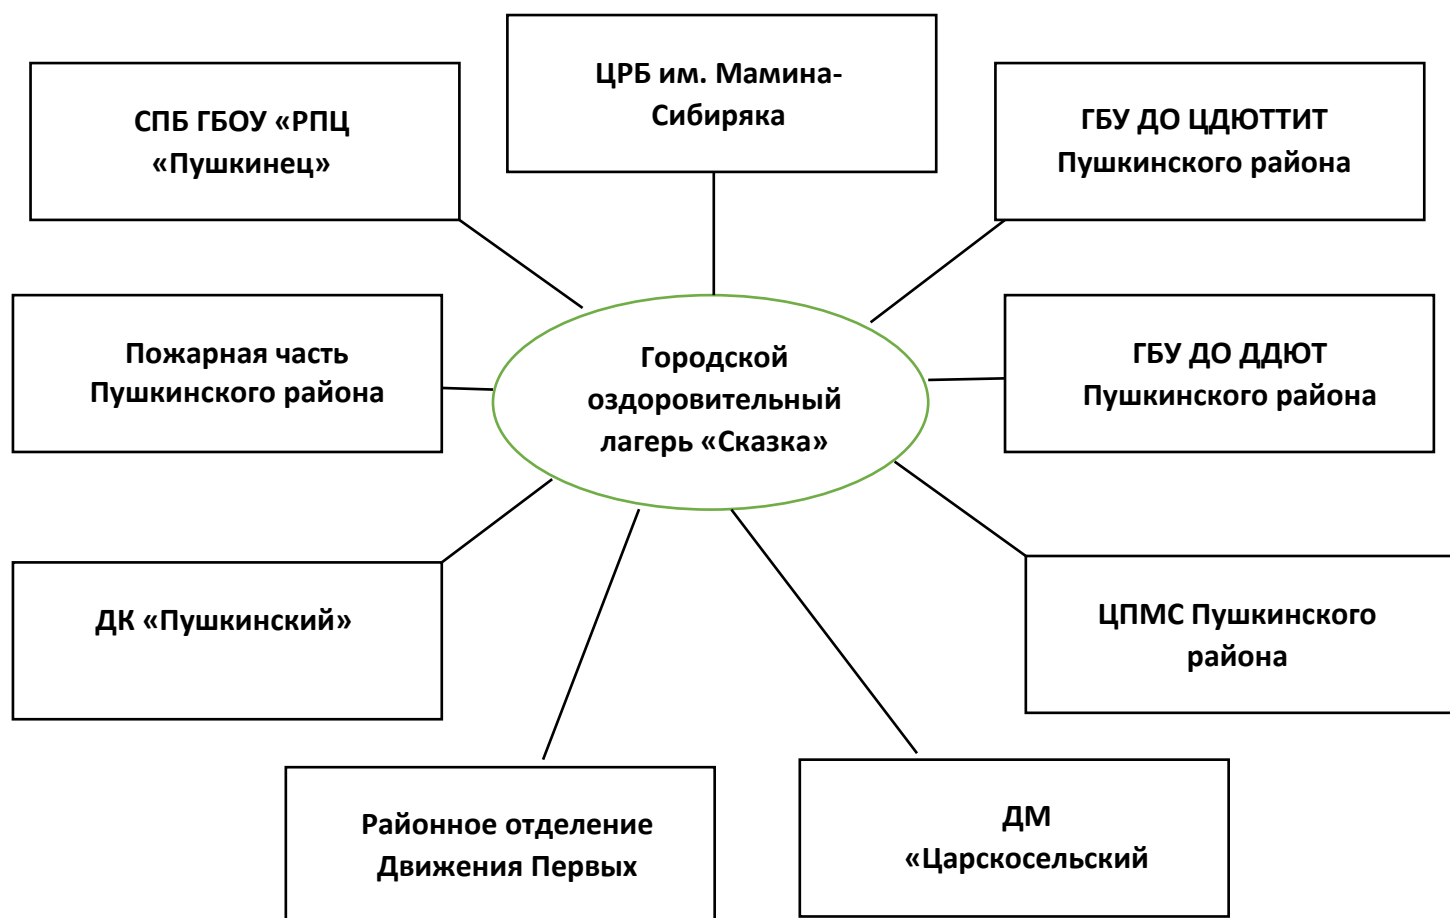 ЦРБ им. Мамина-
Сибиряка
СПБ ГБОУ «РПЦ
«Пушкинец»
ГБУ ДО ЦДЮТТИТ
Пушкинского района
Пожарная часть
Пушкинского района
Городской
оздоровительный
лагерь «Сказка»
ГБУ ДО ДДЮТ
Пушкинского района
ДК «Пушкинский»
ЦПМС Пушкинского
района
Районное отделение
Движения Первых
ДМ
«Царскосельский